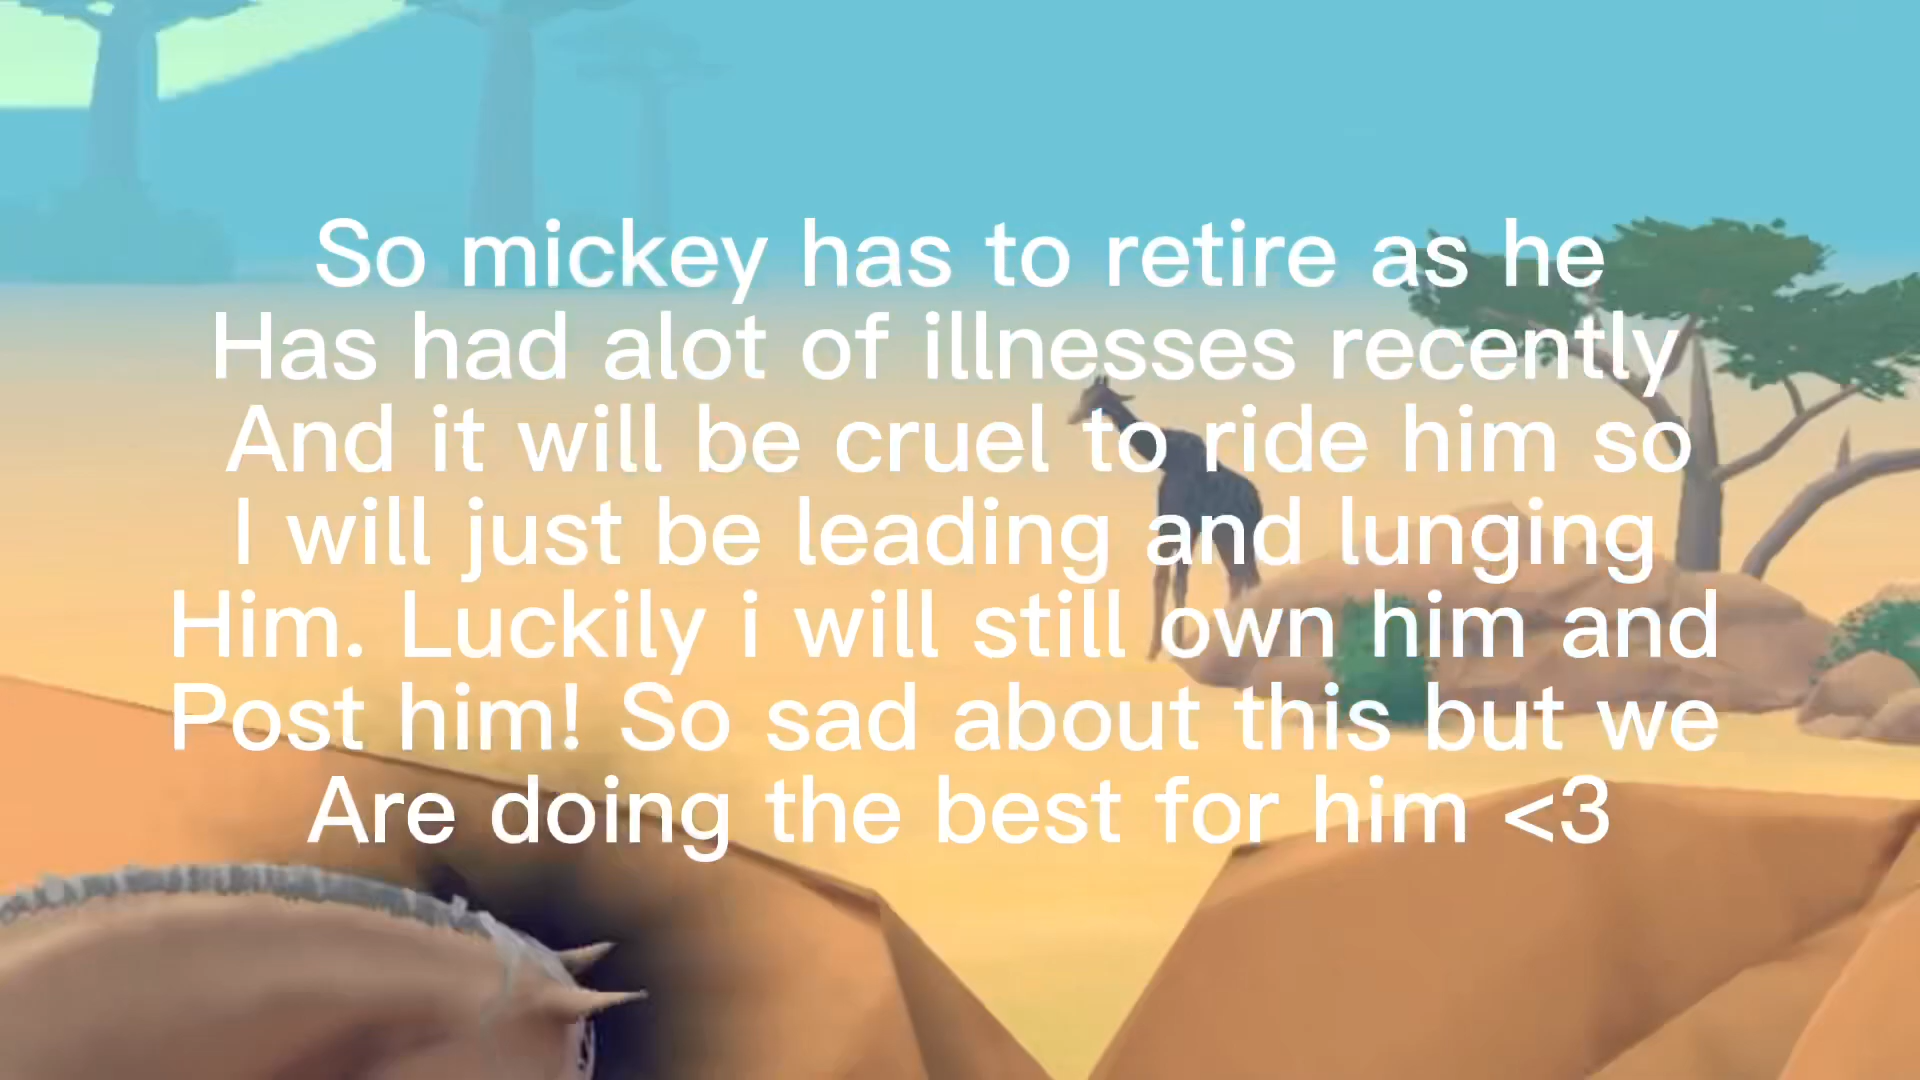 So mickey has to retire as he
Has had alot of illnesses recently
And it will be cruel to ride him so
I will just be leading and lunging
Him. Luckily i will still own him and
Post him! So sad about this but we
Are doing the best for him <3